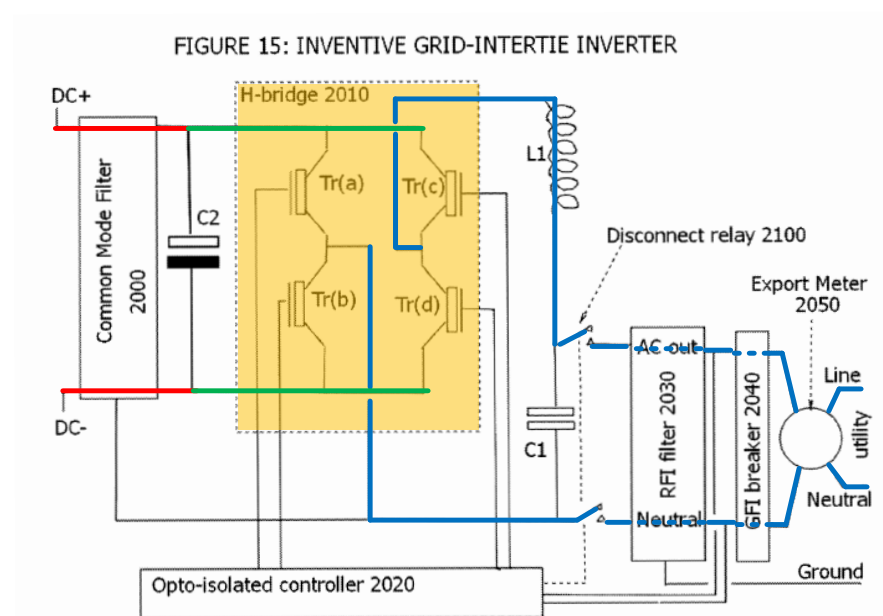 FIGURE 15: INVENTIVE GRID-INTERTIE INVERTER
DC+
H-bridge 2010
Common Mode Filter
2000
C2
Tr(a)
Tr(c)
L1
Tr(b)
Tr(d)
Disconnect relay 2100
Export Meter
2050
AC out
RFI filter 2030
Neutral
GFI breaker 2040
Line
utility
Neutral
DC-
C1
Ground
Opto-isolated controller 2020